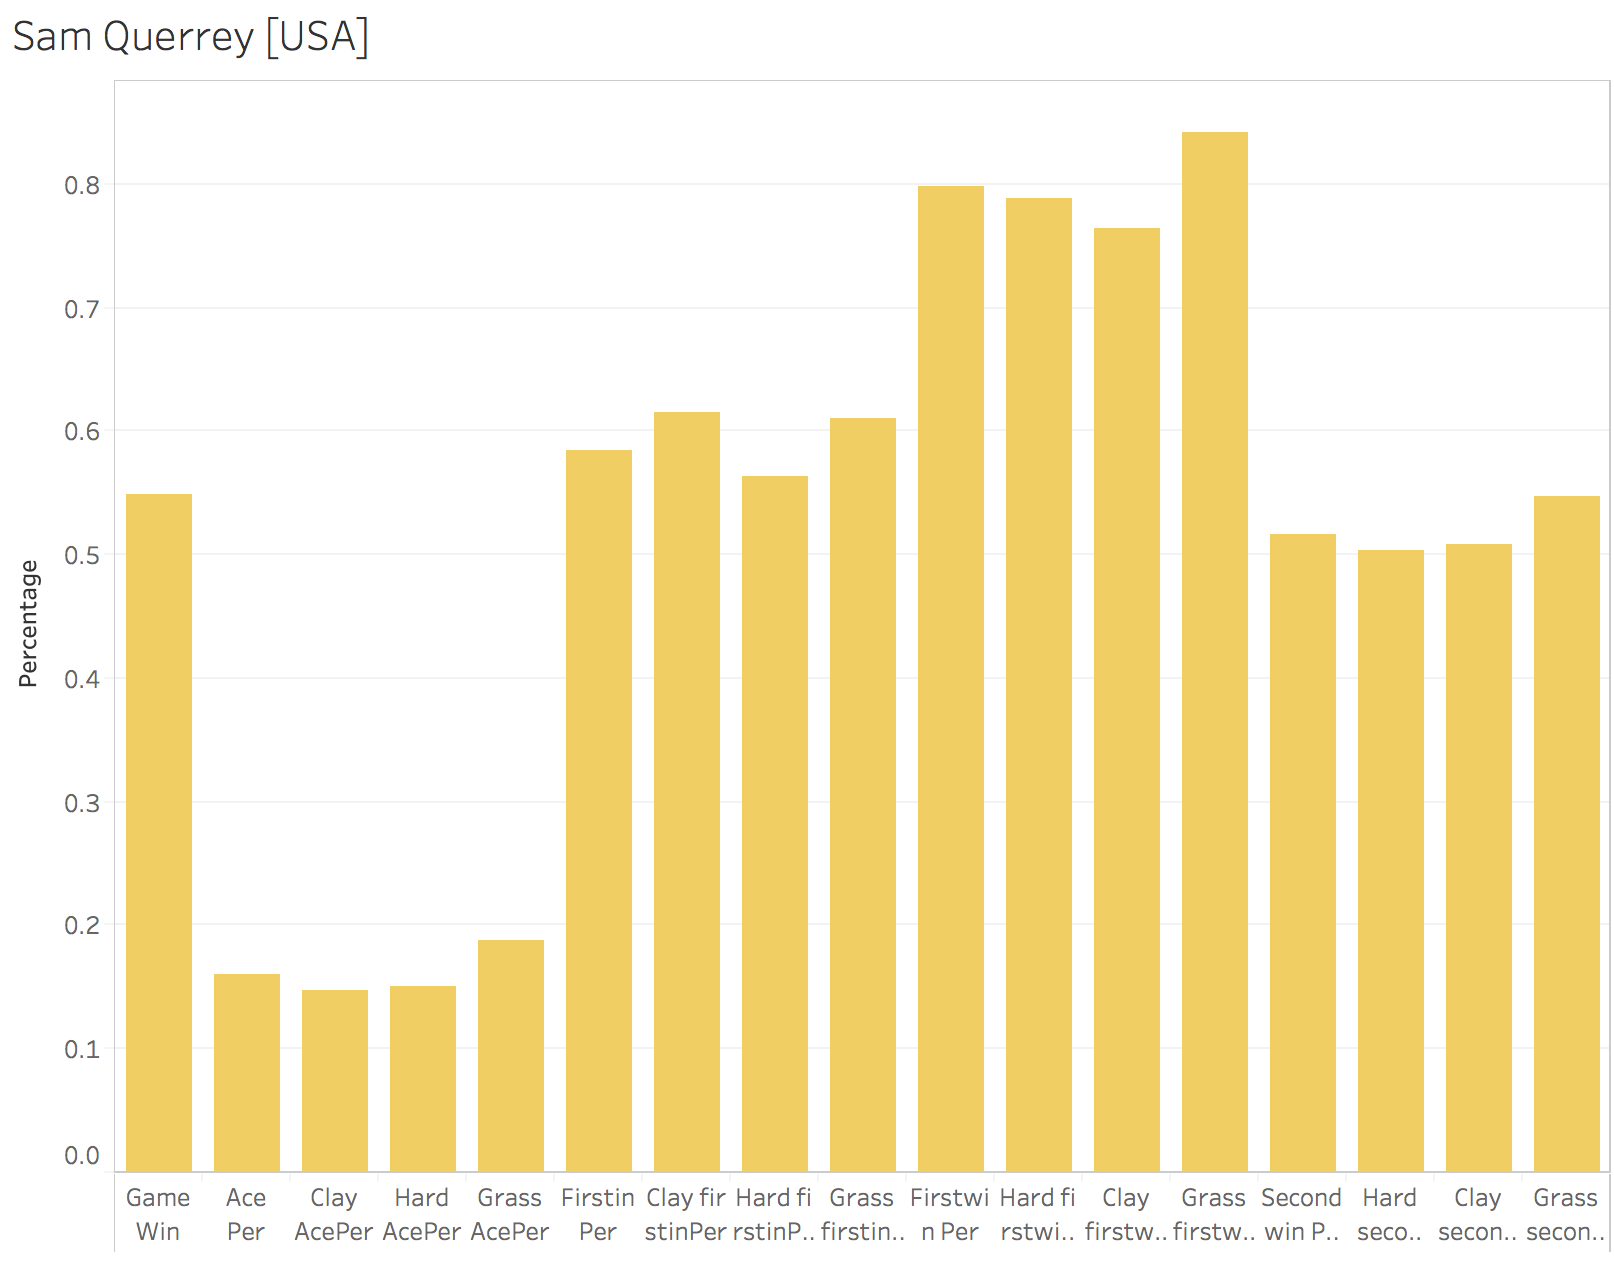 Sam Querrey [USA]
0.8
0.7
0.6
0.5
0.4
0.3
0.2
0.1
0.0
Percentage
Game Win
Ace Per
Clay AcePer
Hard AcePer
Grass AcePer
Firstin Per
Clay fir stinPer
Hard fi rstinP..
Grass firstin..
Firstwi n Per
Hard fi rstwi..
Clay firstw..
Grass firstw..
Second win P..
Hard seco..
Clay secon..
Grass secon..